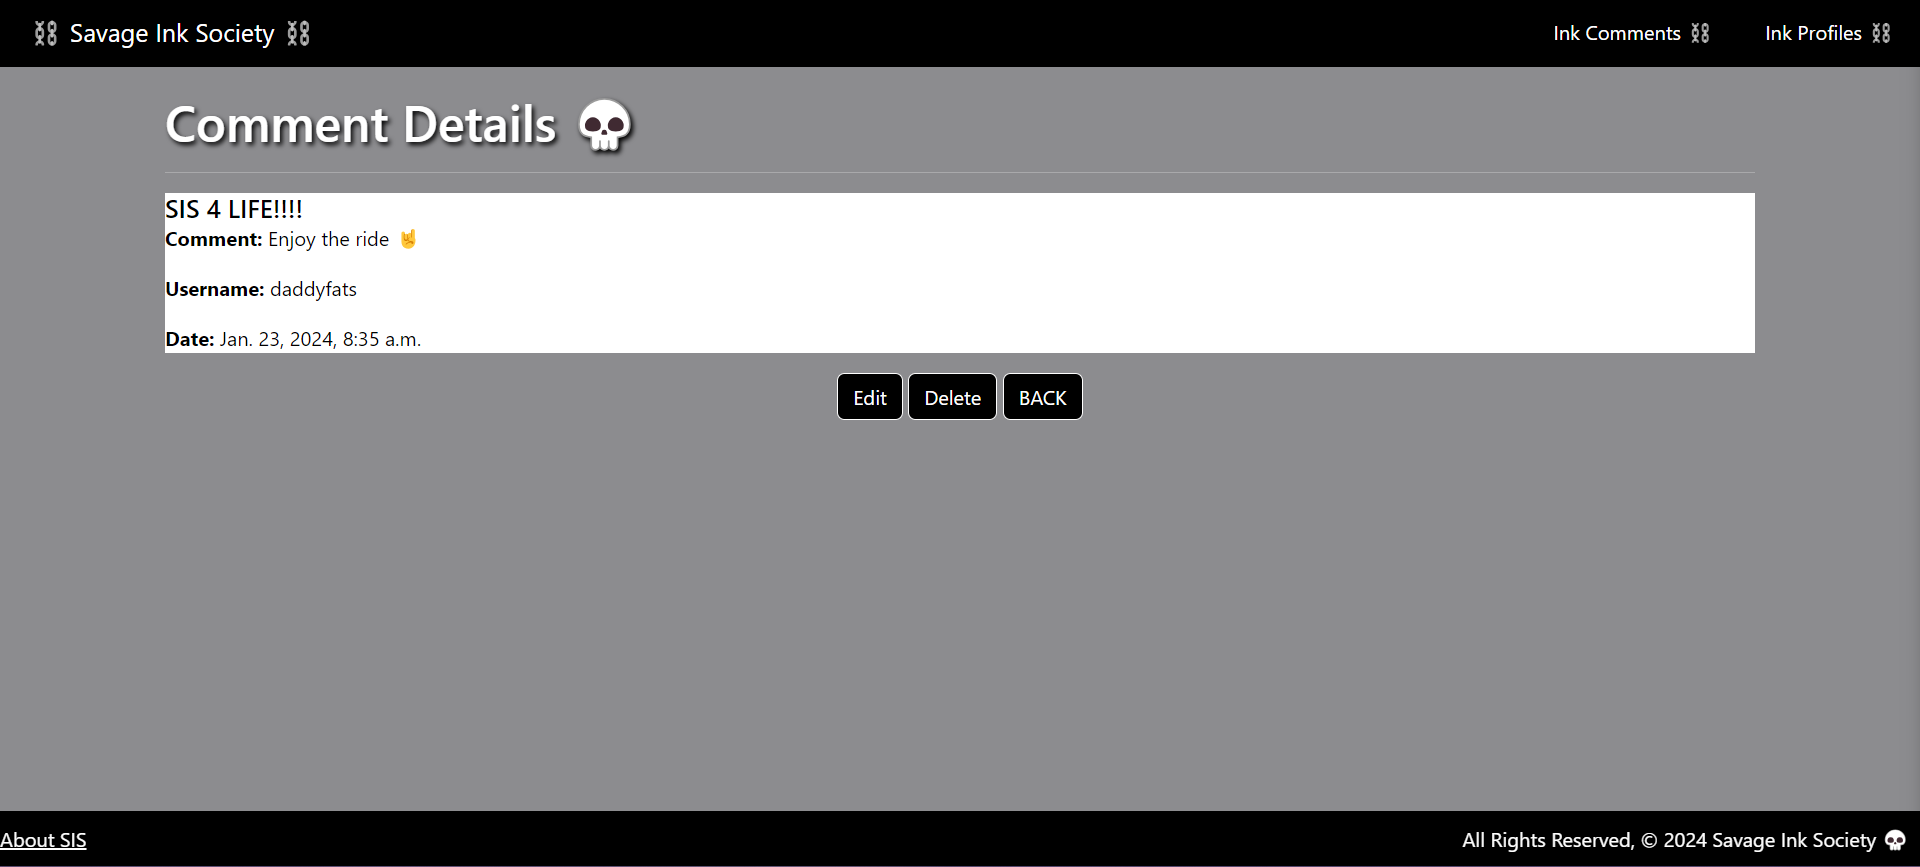 ⛓ Savage Ink Society ⛓
Ink Comments ⛓
Ink Profiles ⛓
Comment Details 💀
SIS 4 LIFE!!!!
Comment: Enjoy the ride 🤘
Username: daddyfats
Date: Jan. 23, 2024, 8:35 a.m.
Edit
Delete
BACK
About SIS
All Rights Reserved, © 2024 Savage Ink Society 💀